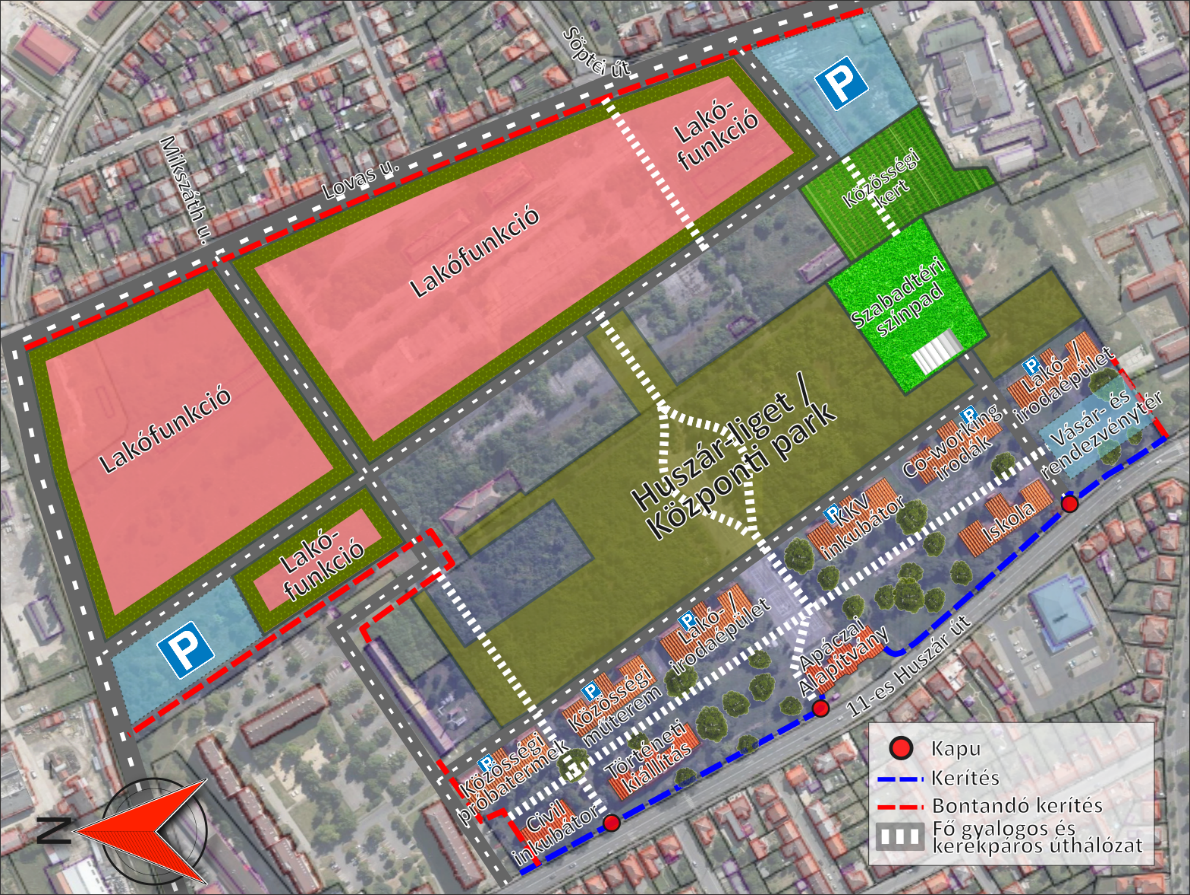 Söptei út
P
Mikszáth u.
Lovas u.
Lakó-
funkció
Közösségi
kert
Lakófunkció
Szabadtéri
színpad
Lakófunkció
Huszár-liget /
Központi park
P
Lakó- /
irodaépület
Vásár- és
rendezvénytér
P
Co-working
irodák
P
KKV
inkubátor
Iskola
Lakó-
funkció
P
P
Lakó- /
irodaépület
Apáczai
Alapítvány
11-es Huszár út
P
Közösségi
műterem
Történeti
kiállítás
P
Közösségi
próbatermek
Civil
inkubátor
N
Kapu
Kerítés
Bontandó kerítés
Fő gyalogos és
kerékpáros úthálózat